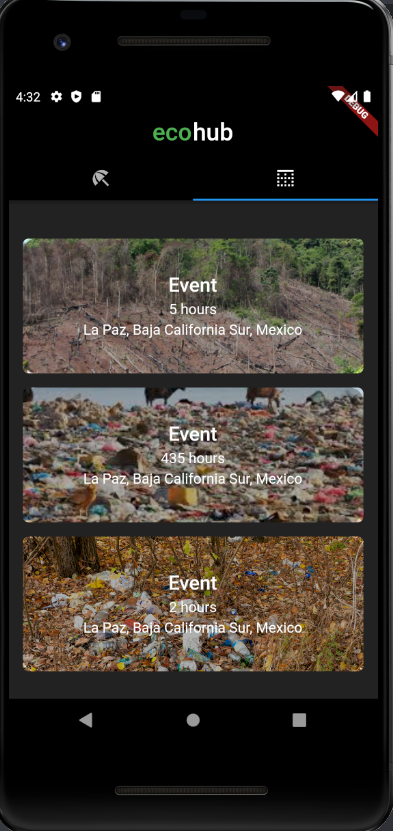 4:32
DEBUG
ecohub
Event
5 hours
La Paz, Baja California Sur, Mexico
Event
435 hours
La Paz, Baja California Sur, Mexico
Event
2 hours
La Paz, Baja California Sur, Mexico